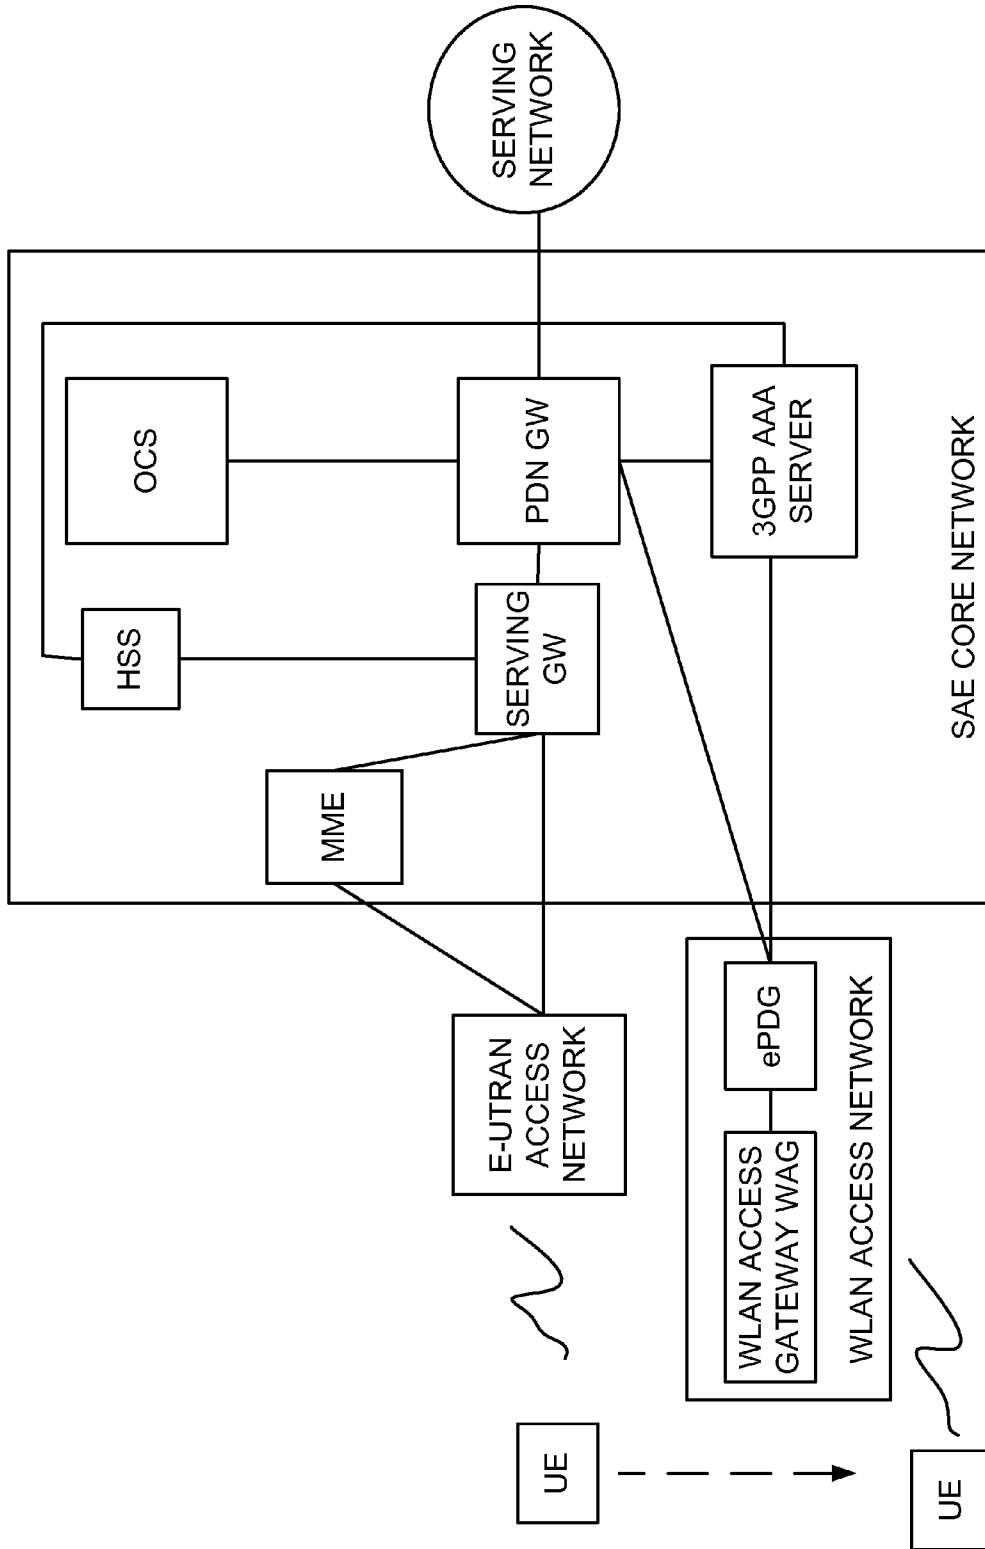 SERVING
NETWORK
OCS
PDN GW
3GPP AAA
SERVER
HSS
SERVING
GW
MME
SAE CORE NETWORK
E-UTRAN
ACCESS
NETWORK
ePDG
WLAN ACCESS
GATEWAY WAG
WLAN ACCESS NETWORK
UE
UE